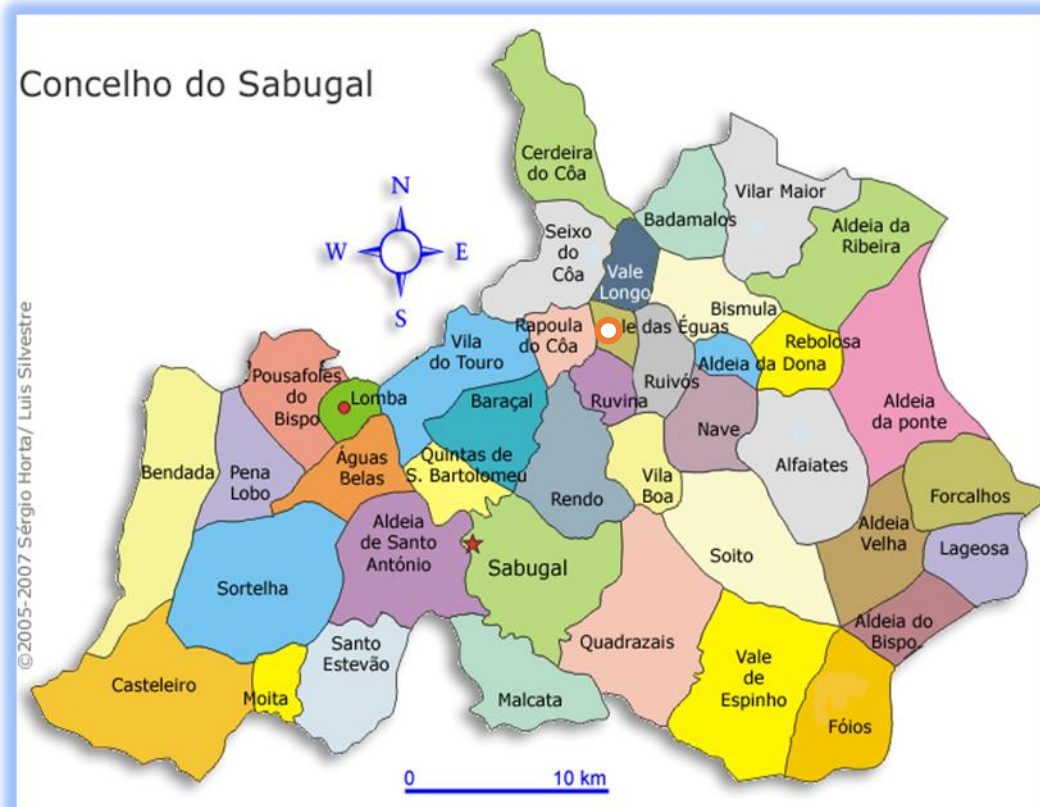 Concelho do Sabugal
Cerdeira
do Côa
N
W
E
S
Seixo
do
Côa
Badamalos
Vilar Maior
Aldeia da
Ribeira
Vale
Longo
Bismula
Rapoula
do Côa
le das Éguas
Rebolosa
Vila
do Touro
Aldeia da Dona
Pousafoles
do
Bispo
Lomba
Baraçal
Ruvina
Ruivós
Nave
Aldeia
da ponte
Bendada
Pena
Lobo
Águas
Belas
Quintas de
S. Bartolomeu
Rendo
Vila
Boa
Alfaiates
Forcalhos
Aldeia
de Santo
António
Sabugal
Soito
Aldeia
Velha
Lageosa
Sortelha
Santo
Estevão
Quadrazais
Aldeia do
Bispo
Casteleiro
Moita
Malcata
Vale
de
Espinho
Fóios
0 10 km
©2005-2007 Sérgio Horta/ Luis Silvestre